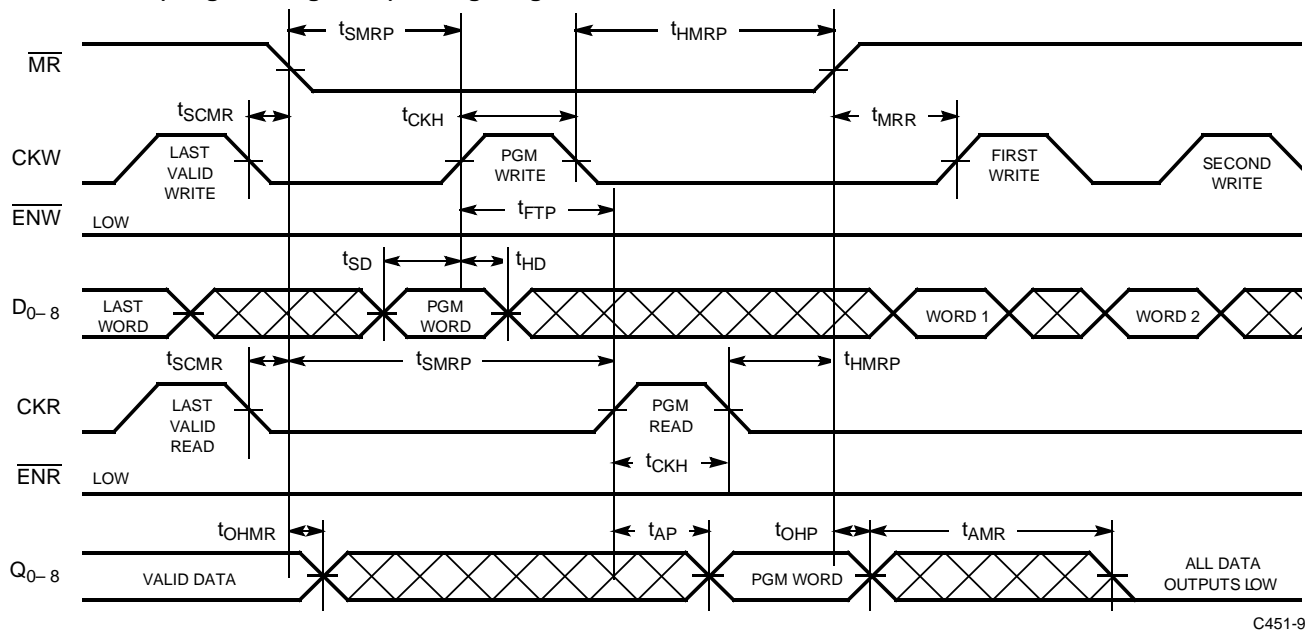 tSMRP tHMRP
MR
tSCMR tCKH tMRR
CKW LAST VALID WRITE PGM WRITE FIRST WRITE SECOND WRITE
tFTP
ENW LOW
tSD tHD
D0–8 LAST WORD PGM WORD WORD 1 WORD 2
tSCMR tSMRP tHMRP
CKR LAST VALID READ PGM READ
tCKH
ENR LOW
tOHMR tAP tOHP tAMR
Q0–8 VALID DATA PGM WORD ALL DATA OUTPUTS LOW
C451-9